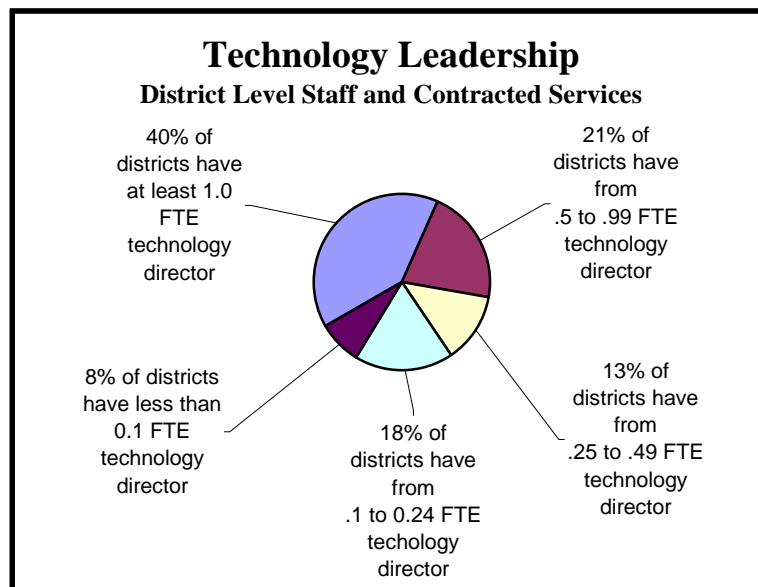 Technology Leadership
District Level Staff and Contracted Services
40% of
districts have
at least 1.0
FTE
technology
director
21% of
districts have
from
.5 to .99 FTE
technology
director
8% of districts
have less than
0.1 FTE
technology
director
18% of
districts have
from
.1 to 0.24 FTE
techology
director
13% of
districts have
from
.25 to .49 FTE
technology
director